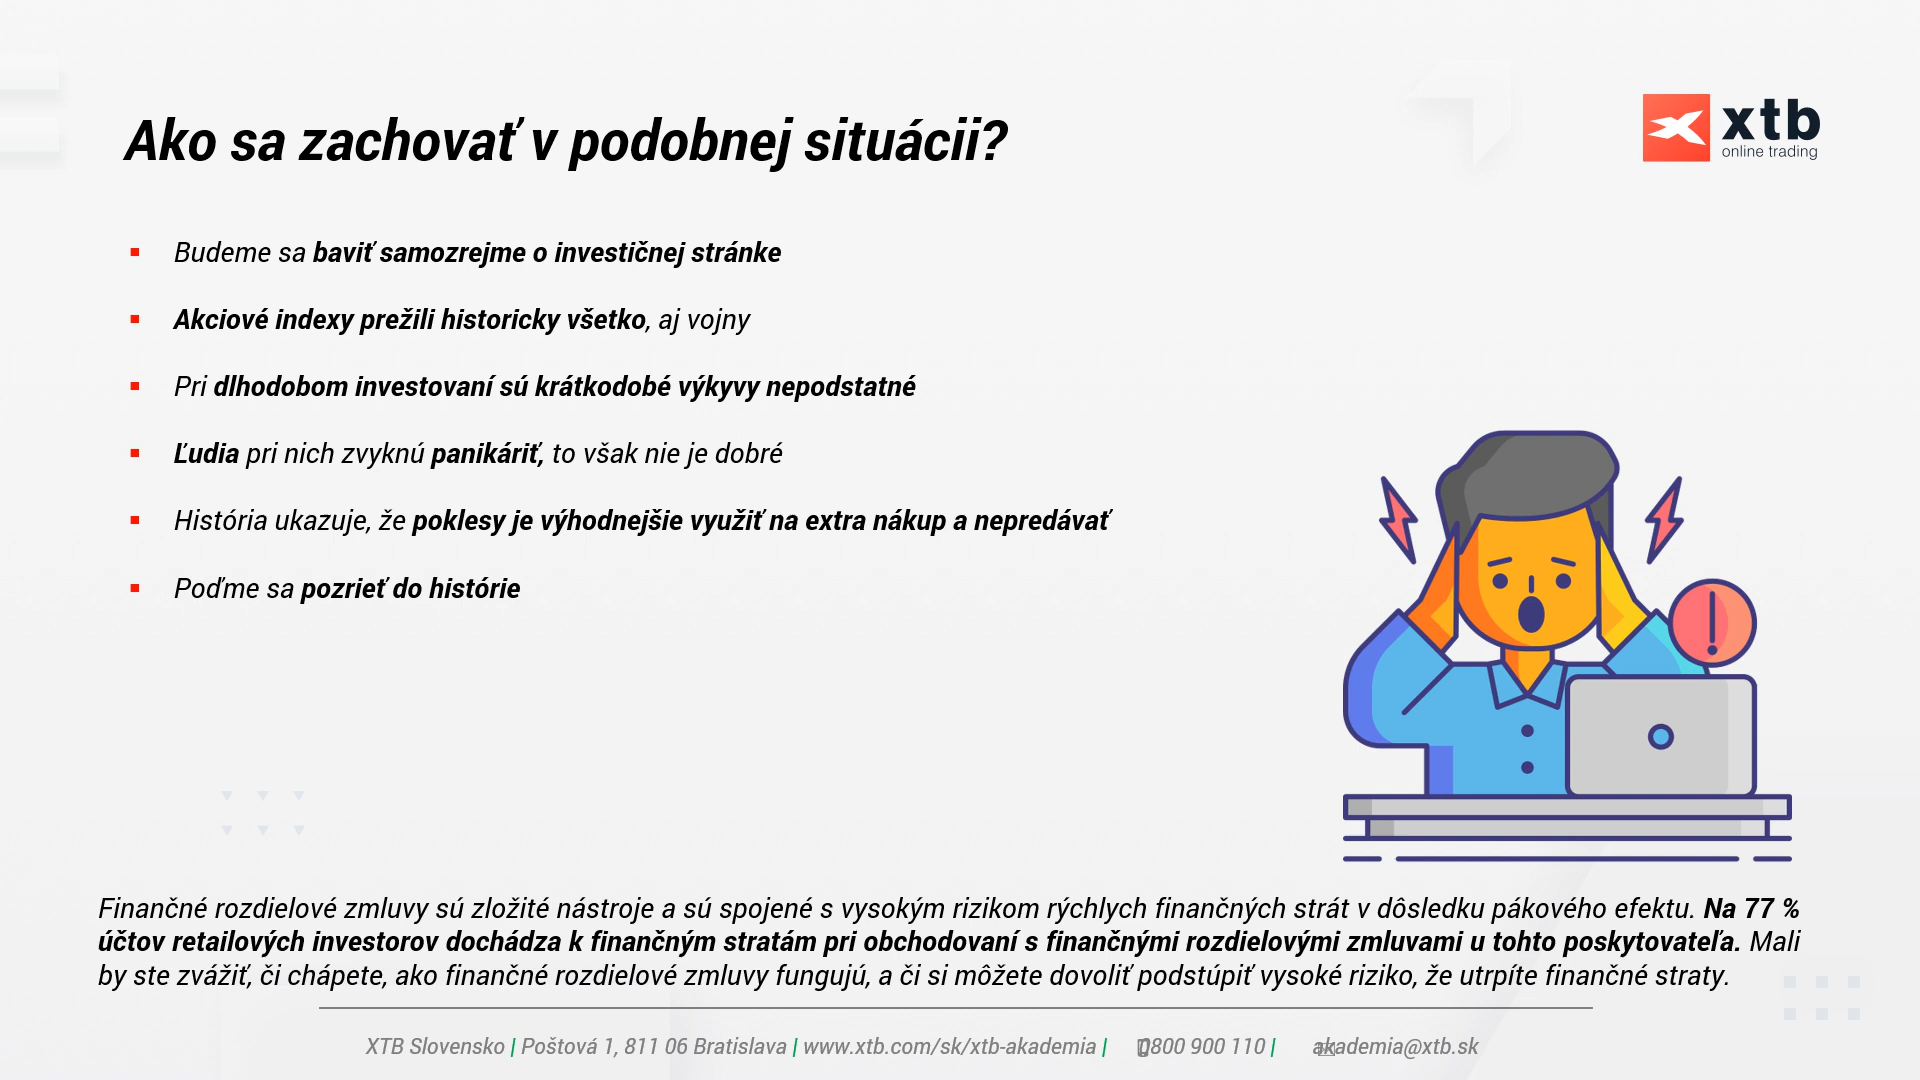 Ako sa zachovať v podobnej situácii?
xtb
online trading
Budeme sa baviť samozrejme o investičnej stránke
Akciové indexy prežili historicky všetko, aj vojny
Pri dlhodobom investovaní sú krátkodobé výkyvy nepodstatné
Ľudia pri nich zvyknú panikáriť, to však nie je dobré
História ukazuje, že poklesy je výhodnejšie využiť na extra nákup a nepredávať
Poďme sa pozrieť do histórie
Finančné rozdielové zmluvy sú zložité nástroje a sú spojené s vysokým rizikom rýchlych finančných strát v dôsledku pákového efektu. Na 77 %
účtov retailových investorov dochádza k finančným stratám pri obchodovaní s finančnými rozdielovými zmluvami u tohto poskytovateľa. Mali
by ste zvážiť, či chápete, ako finančné rozdielové zmluvy fungujú, a či si môžete dovoliť podstúpiť vysoké riziko, že utrpíte finančné straty.
XTB Slovensko | Poštová 1, 811 06 Bratislava | www.xtb.com/sk/xtb-akademia | 0800 900 110 | akademia@xtb.sk